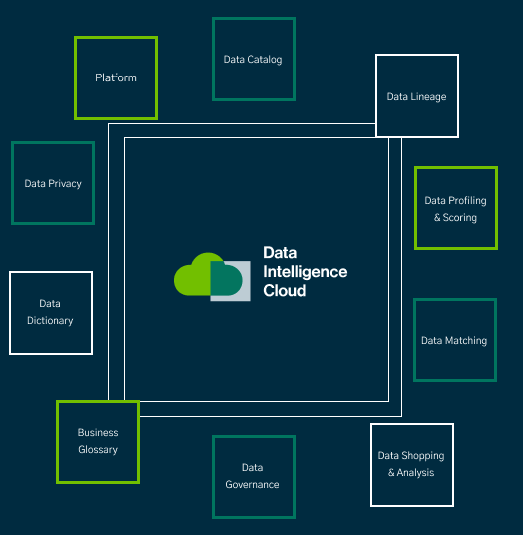 Data Catalog
Platform
Data Lineage
Data Privacy
Data Profiling
& Scoring
Data
Intelligence
Cloud
Data
Dictionary
Data Matching
Business
Glossary
Data Shopping
& Analysis
Data
Governance